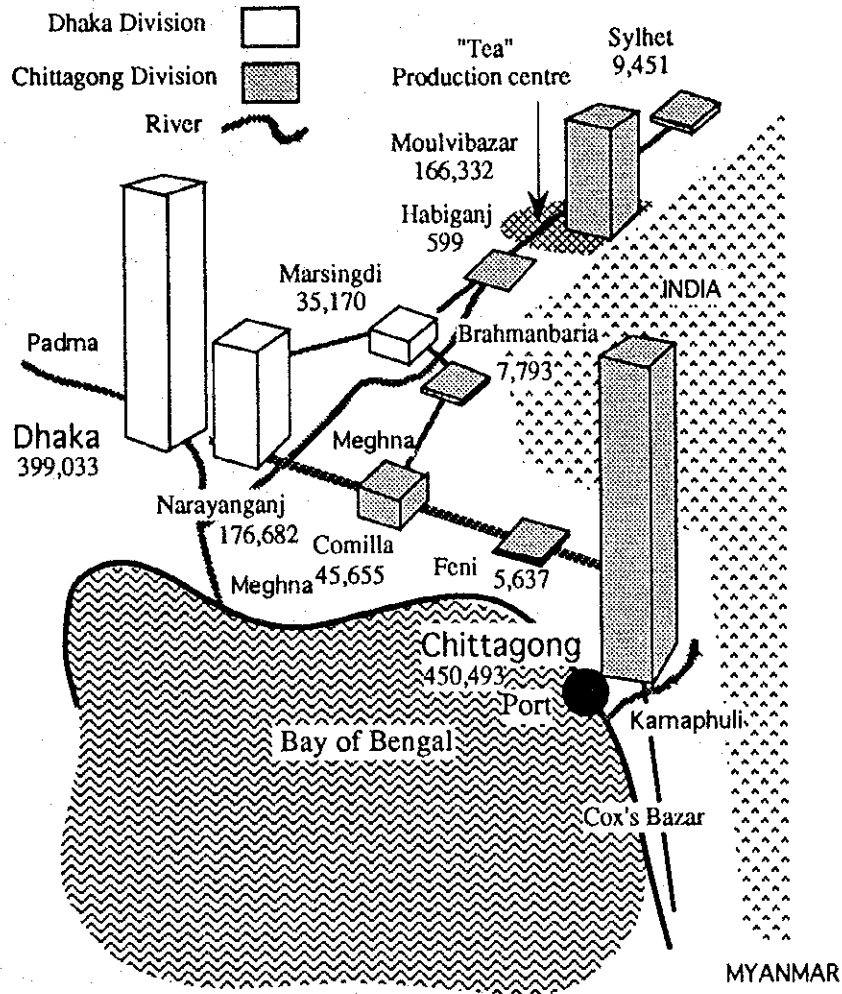 Dhaka Division
Chittagong Division
River
"Tea"
Production centre
Sylhet
9,451
Moulvibazar
166,332
Habiganj
599
Marsingdi
35,170
INDIA
Padma
Brahmanbaria
7,793
Dhaka
399,033
Meghna
Narayanganj
176,682
Comilla
45,655
Feni
5,637
Meghna
Chittagong
450,493
Port
Karnaphuli
Bay of Bengal
Cox's Bazar
MYANMAR